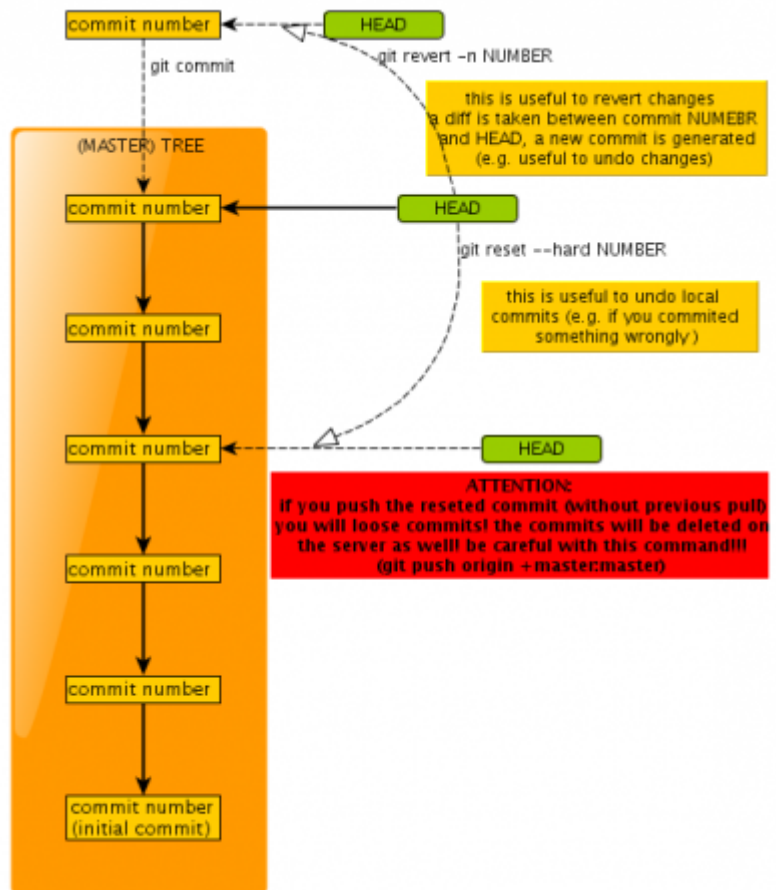 commit number
HEAD
git revert -n NUMBER
git commit
this is useful to revert changes
a diff is taken between commit NUMEBR
and HEAD, a new commit is generated
(e.g. useful to undo changes)
(MASTER) TREE
commit number
HEAD
git reset --hard NUMBER
this is useful to undo local
commits (e.g. if you commited
something wrongly)
commit number
commit number
HEAD
ATTENTION:
if you push the reseted commit (without previous pull)
you will loose commits! the commits will be deleted on
the server as well! be careful with this command!!!
(git push origin +master:master)
commit number
commit number
commit number
(initial commit)